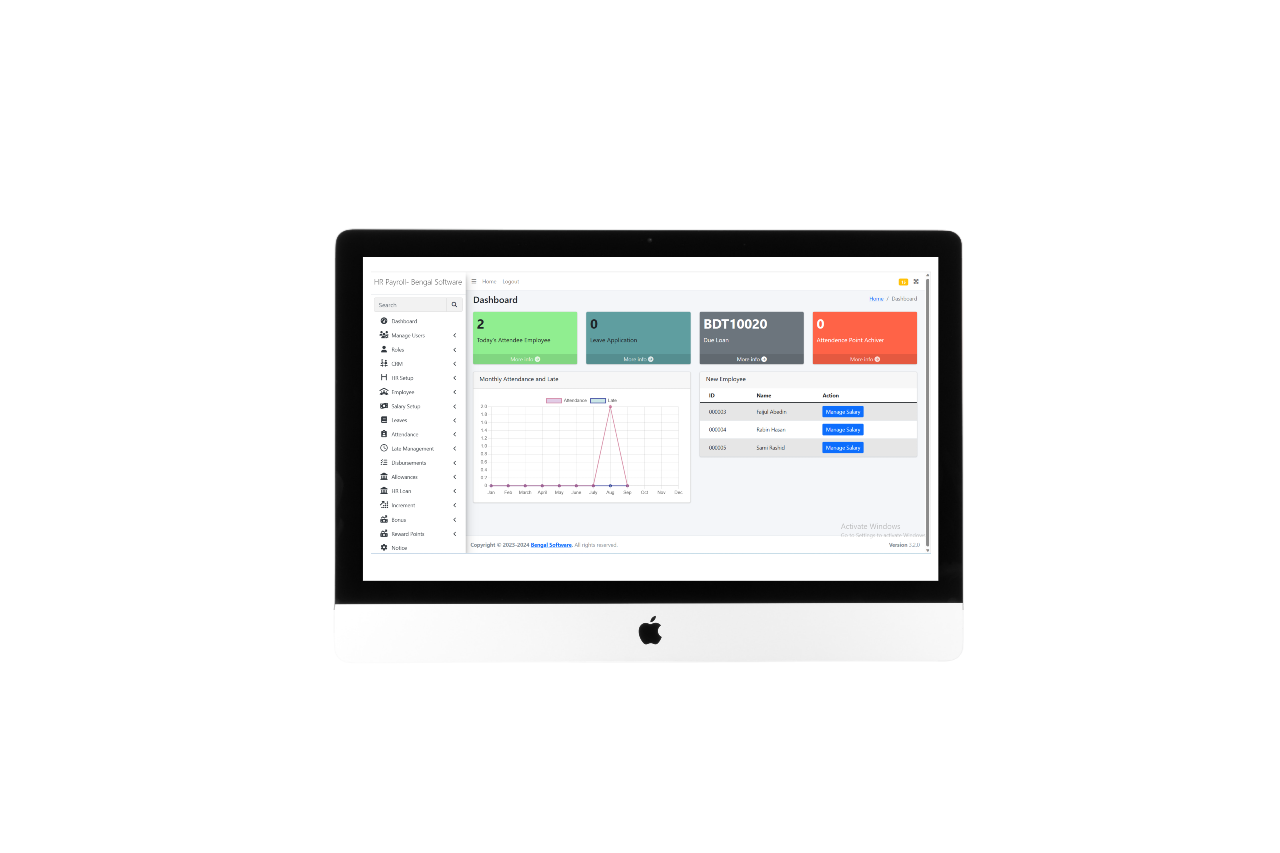 HR Payroll- Bengal Software
Home Logout
Search
Dashboard
Home / Dashboard
Dashboard
Manage Users
Roles
CRM
HR Setup
Employee
Salary Setup
Leaves
Attendance
Late Management
Disbursements
Allowances
HR Loan
Increment
Bonus
Reward Points
Notice
2
Today's Attendee Employee
More info
0
Leave Application
More info
BDT10020
Due Loan
More info
0
Attendence Point Achiver
More info
Monthly Attendance and Late
Attendance Late
2.0
1.8
1.6
1.4
1.2
1.0
0.8
0.6
0.4
0.2
0
Jan Feb March April May June July Aug Sep Oct Nov Dec
New Employee
ID Name Action
000003 Faijul Abedin Manage Salary
000004 Rabin Hasan Manage Salary
000005 Sami Rashid Manage Salary
Activate Windows
Go to Settings to activate Windows
Copyright © 2023-2024 Bengal Software. All rights reserved.
Version 3.2.0